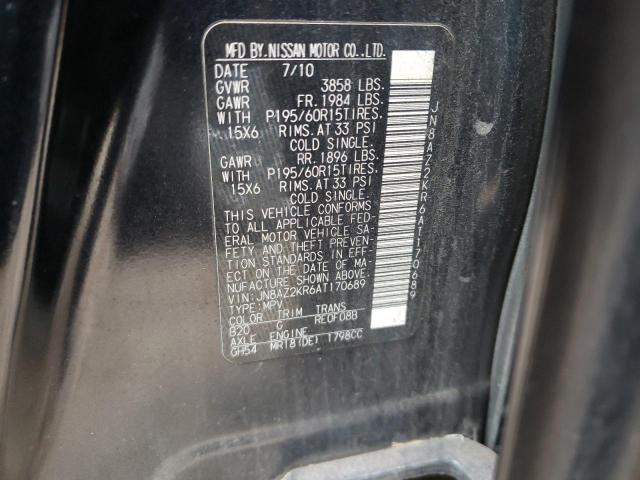 MFD BY.NISSAN MOTOR CO.,LTD.
DATE 7/10
GVWR 3858 LBS.
GAWR FR. 1984 LBS.
WITH P195/60R15TIRES.
15X6 RIMS.AT 33 PSI
COLD SINGLE.
GAWR RR. 1896 LBS.
WITH P195/60R15TIRES.
15X6 RIMS.AT 33 PSI
COLD SINGLE.
THIS VEHICLE CONFORMS
TO ALL APPLICABLE FED-
ERAL MOTOR VEHICLE SA-
FETY AND THEFT PREVEN-
TION STANDARDS IN EFF-
ECT ON THE DATE OF MA-
NUFACTURE SHOWN ABOVE.
VIN:JN8AZ2KR6AT170689
TYPE:MPV
COLOR TRIM TRANS
B20 G RE0F08B
AXLE ENGINE
GH54 MR18(DE) 1798CC
JN8AZ2KR6AT170689